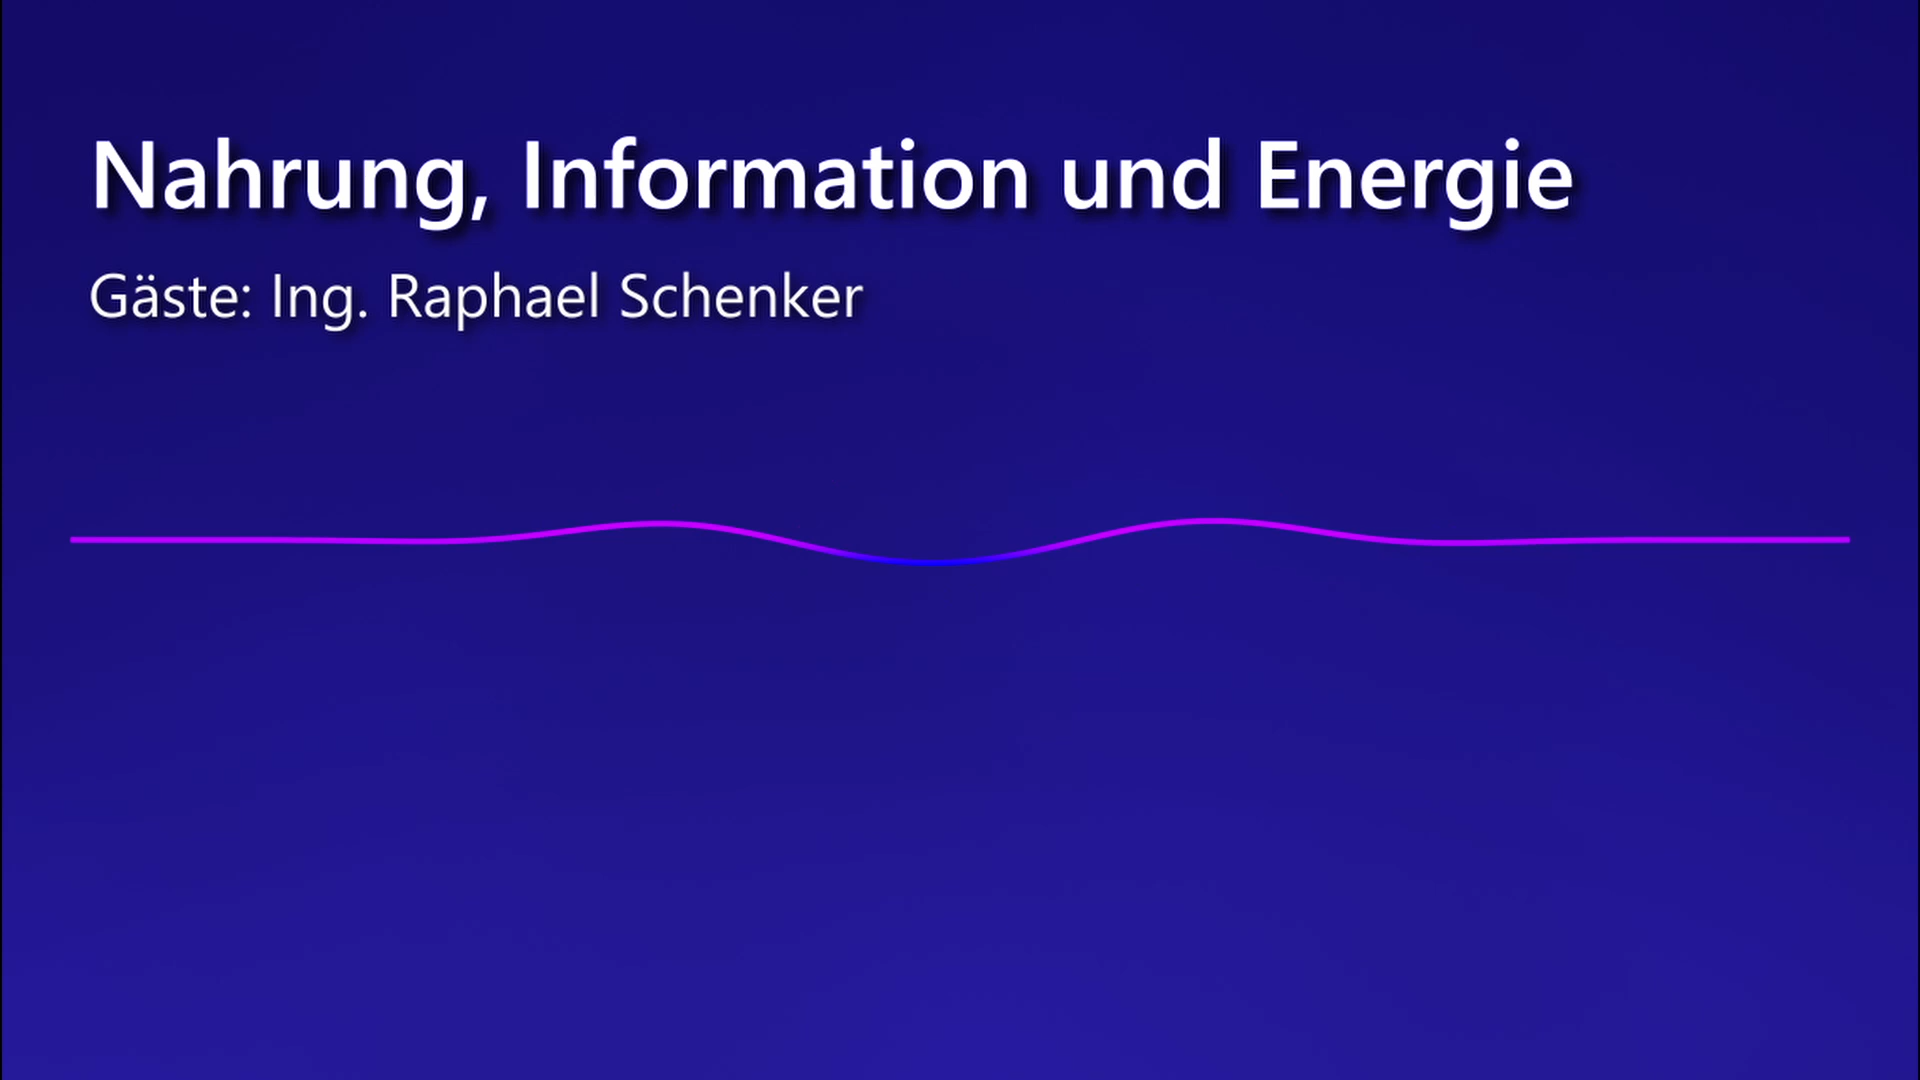 Nahrung, Information und Energie
Gäste: Ing. Raphael Schenker